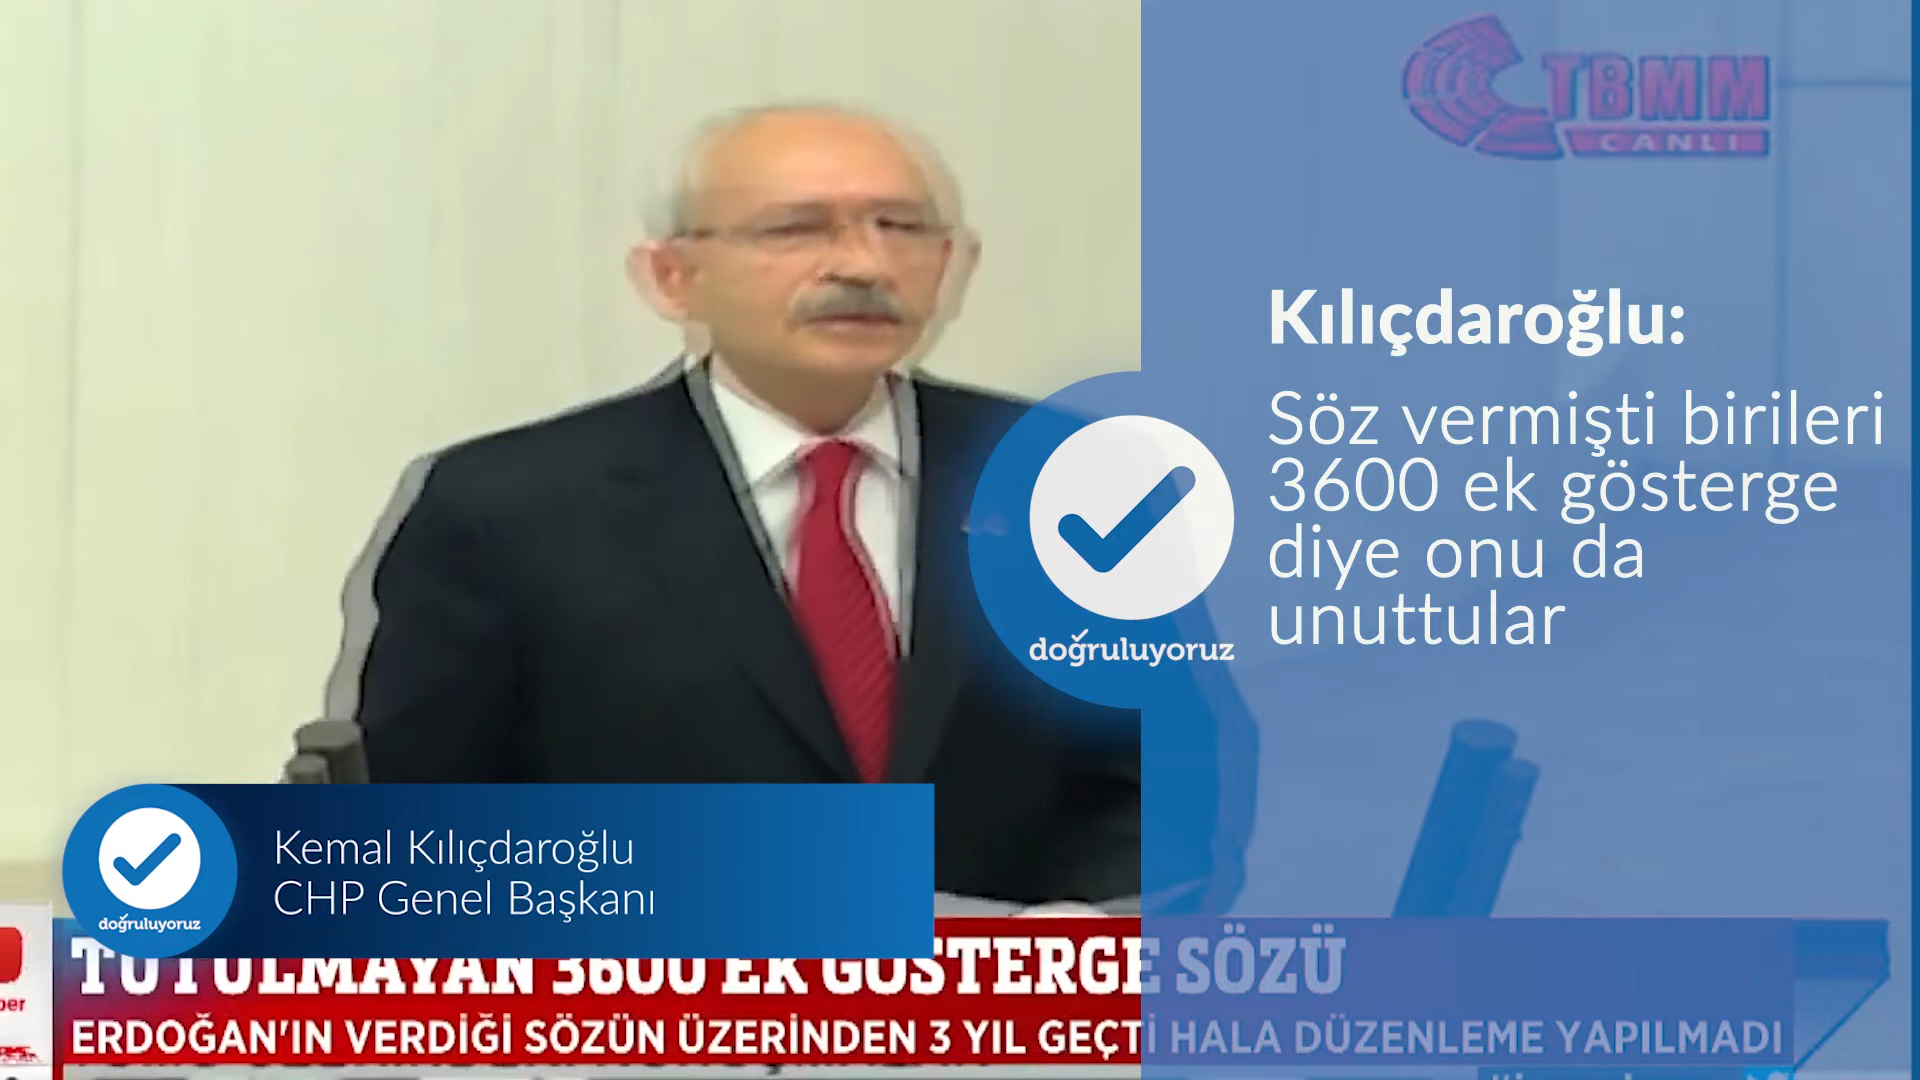 TBMM
CANLI
Kılıçdaroğlu:
Söz vermişti birileri
3600 ek gösterge
diye onu da
unuttular
doğruluyoruz
Kemal Kılıçdaroğlu
CHP Genel Başkanı
doğruluyoruz
TUTULMAYAN 3600 EK GÖSTERGE SÖZÜ
ERDOĞAN'IN VERDİĞİ SÖZÜN ÜZERİNDEN 3 YIL GEÇTİ HALA DÜZENLEME YAPILMADI